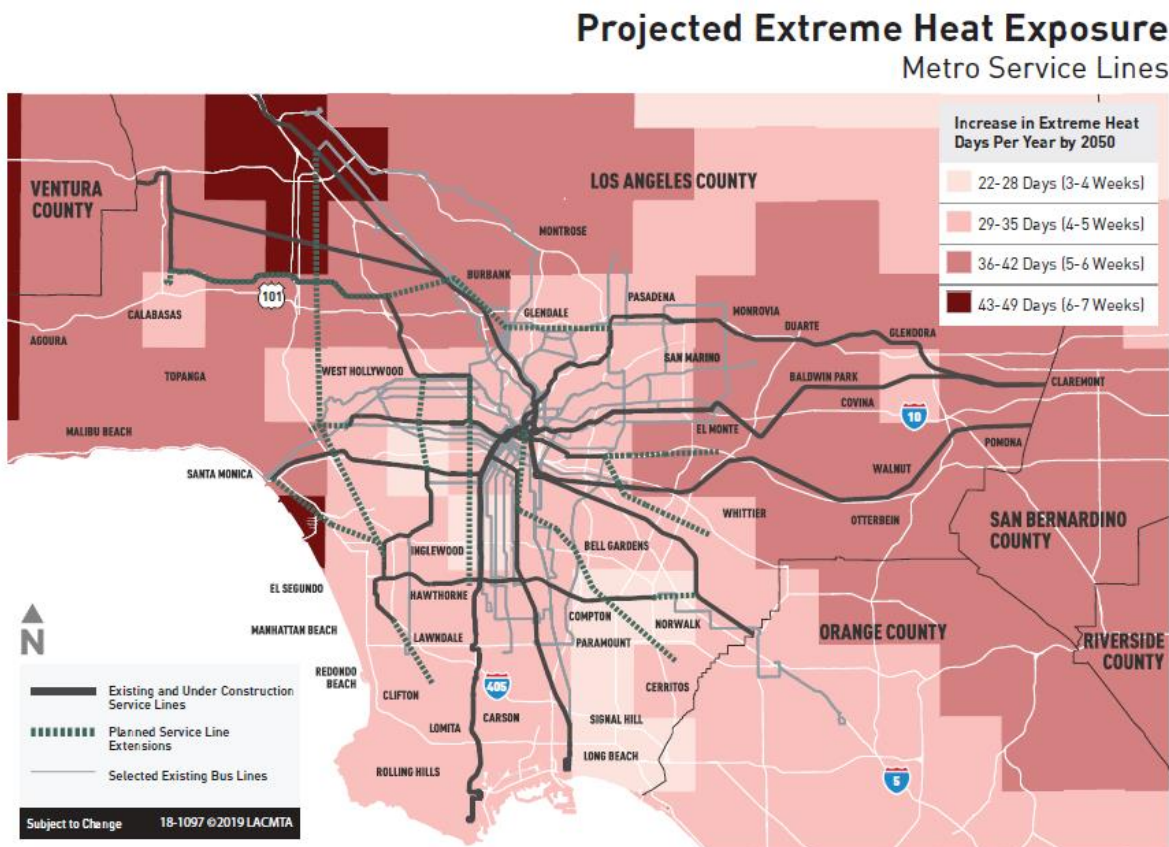 Projected Extreme Heat Exposure
Metro Service Lines
Increase in Extreme Heat
Days Per Year by 2050
22-28 Days (3-4 Weeks)
29-35 Days (4-5 Weeks)
36-42 Days (5-6 Weeks)
43-49 Days (6-7 Weeks)
VENTURA
COUNTY
LOS ANGELES COUNTY
MONTROSE
BURBANK
101
CALABASAS
AGOURA
GLENDALE
PASADENA
MONROVIA
DUARTE
GLENDORA
TOPANGA
WEST HOLLYWOOD
SAN MARINO
BALDWIN PARK
CLAREMONT
COVINA
10
MALIBU BEACH
EL MONTE
POMONA
SANTA MONICA
WALNUT
WHITTIER
OTTERBEIN
SAN BERNARDINO
COUNTY
INGLEWOOD
BELL GARDENS
EL SEGUNDO
HAWTHORNE
COMPTON
NORWALK
MANHATTAN BEACH
LAWNDALE
PARAMOUNT
ORANGE COUNTY
RIVERSIDE
COUNTY
N
REDONDO
BEACH
CLIFTON
405
CERRITOS
LOMITA
CARSON
SIGNAL HILL
LONG BEACH
ROLLING HILLS
5
Existing and Under Construction
Service Lines
Planned Service Line
Extensions
Selected Existing Bus Lines
Subject to Change 18-1097 ©2019 LACMTA